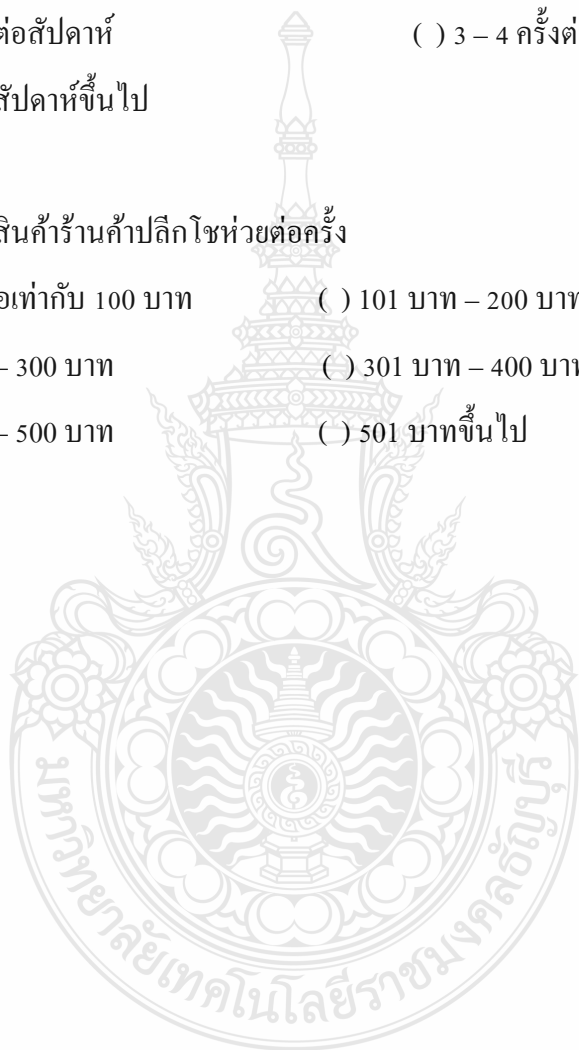 ต่อสัปดาห์ ( ) 3 – 4 ครั้งต่
สัปดาห์ขึ้นไป
สินค้าร้านค้าปลีกโชห่วยต่อครั้ง
อเท่ากับ 100 บาท ( ) 101 บาท – 200 บาท
– 300 บาท ( ) 301 บาท – 400 บาท
– 500 บาท ( ) 501 บาทขึ้นไป
มหาวิทยาลัยเทคโนโลยีราชมงคลธัญบุรี